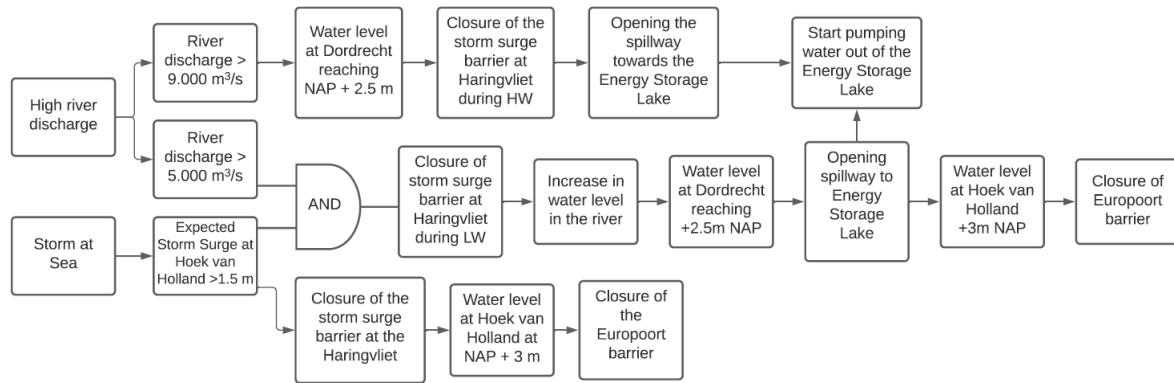 High river
discharge
River
discharge >
9.000 m³/s
Water level
at Dordrecht
reaching
NAP + 2.5 m
Closure of the
storm surge
barrier at
Haringvliet
during HW
Opening the
spillway
towards the
Energy Storage
Lake
Start pumping
water out of the
Energy Storage
Lake
River
discharge >
5.000 m³/s
Storm at
Sea
Expected
Storm Surge at
Hoek van
Holland >1.5 m
AND
Closure of
storm surge
barrier at
Haringvliet
during LW
Increase in
water level
in the river
Water level
at Dordrecht
reaching
+2.5m NAP
Opening
spillway to
Energy
Storage
Lake
Water level
at Hoek van
Holland
+3m NAP
Closure of
Europoort
barrier
Closure of the
storm surge
barrier at the
Haringvliet
Water level
at Hoek van
Holland at
NAP + 3 m
Closure of
the
Europoort
barrier